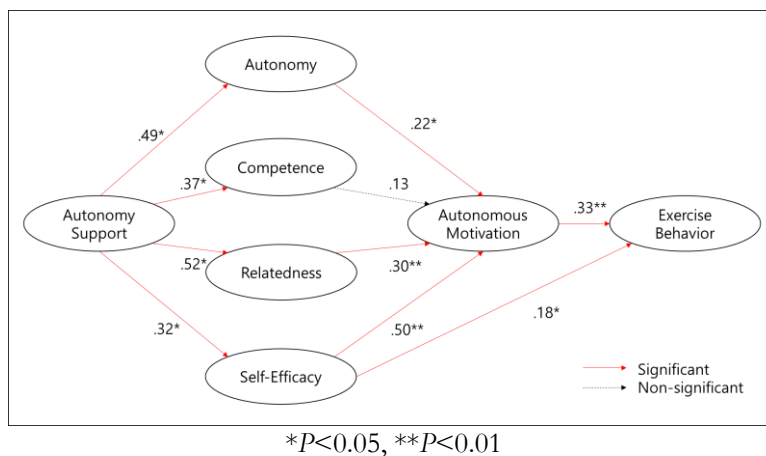 Autonomy
.49*
.22*
Competence
.37*
.13
.33**
Autonomy
Support
Autonomous
Motivation
Exercise
Behavior
.52*
Relatedness
.30**
.32*
.50**
.18*
Self-Efficacy
Significant
Non-significant
*P<0.05, **P<0.01